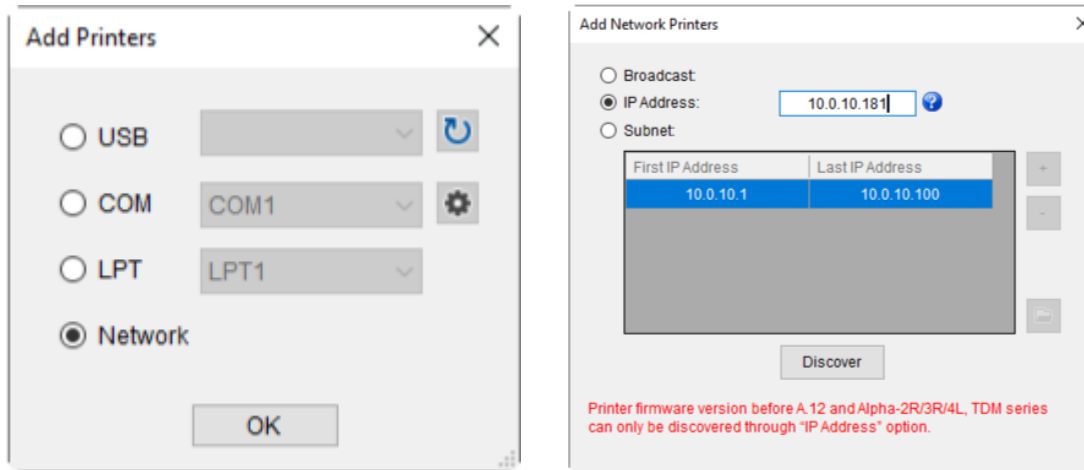 Add Printers
USB
COM COM1
LPT LPT1
Network
OK
Add Network Printers
Broadcast:
IP Address: 10.0.10.181
Subnet:
First IP Address Last IP Address
10.0.10.1 10.0.10.100
+
-
Discover
Printer firmware version before A.12 and Alpha-2R/3R/4L, TDM series
can only be discovered through "IP Address" option.